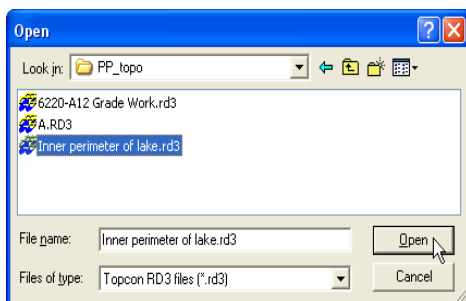 Open
Look in: PP_topo
6220-A12 Grade Work.rd3
A.RD3
Inner perimeter of lake.rd3
File name: Inner perimeter of lake.rd3 Open
Files of type: Topcon RD3 files (*.rd3) Cancel